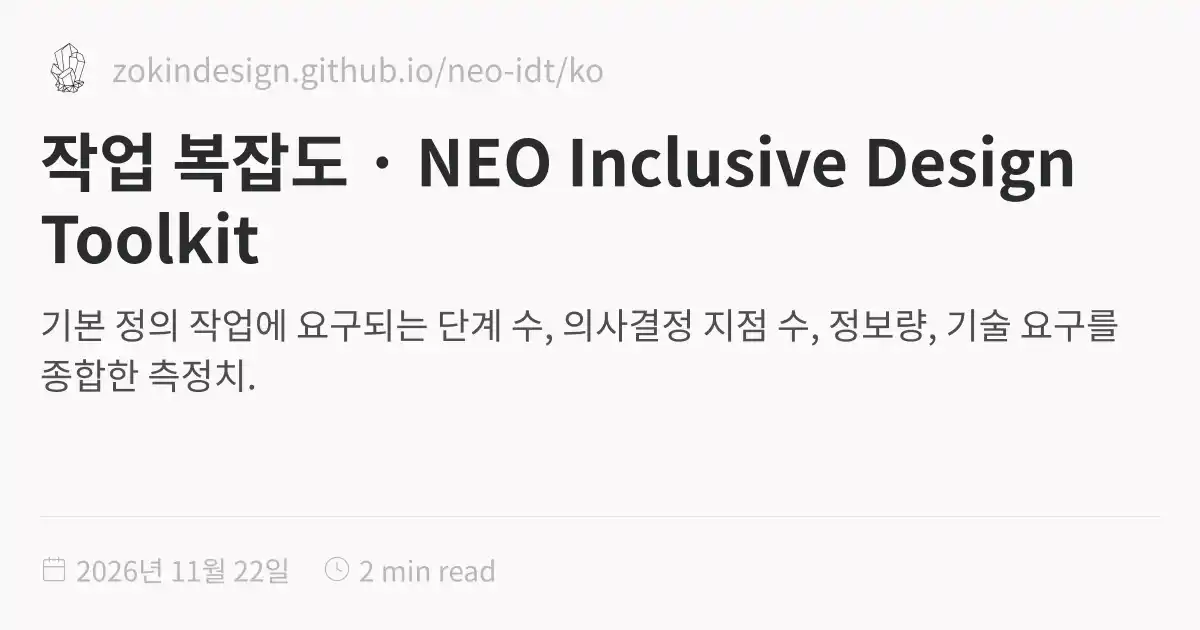 zokindesign.github.io/neo-idt/ko
작업 복잡도 · NEO Inclusive Design
Toolkit
기본 정의 작업에 요구되는 단계 수, 의사결정 지점 수, 정보량, 기술 요구를
종합한 측정치.
2026년 11월 22일 2 min read